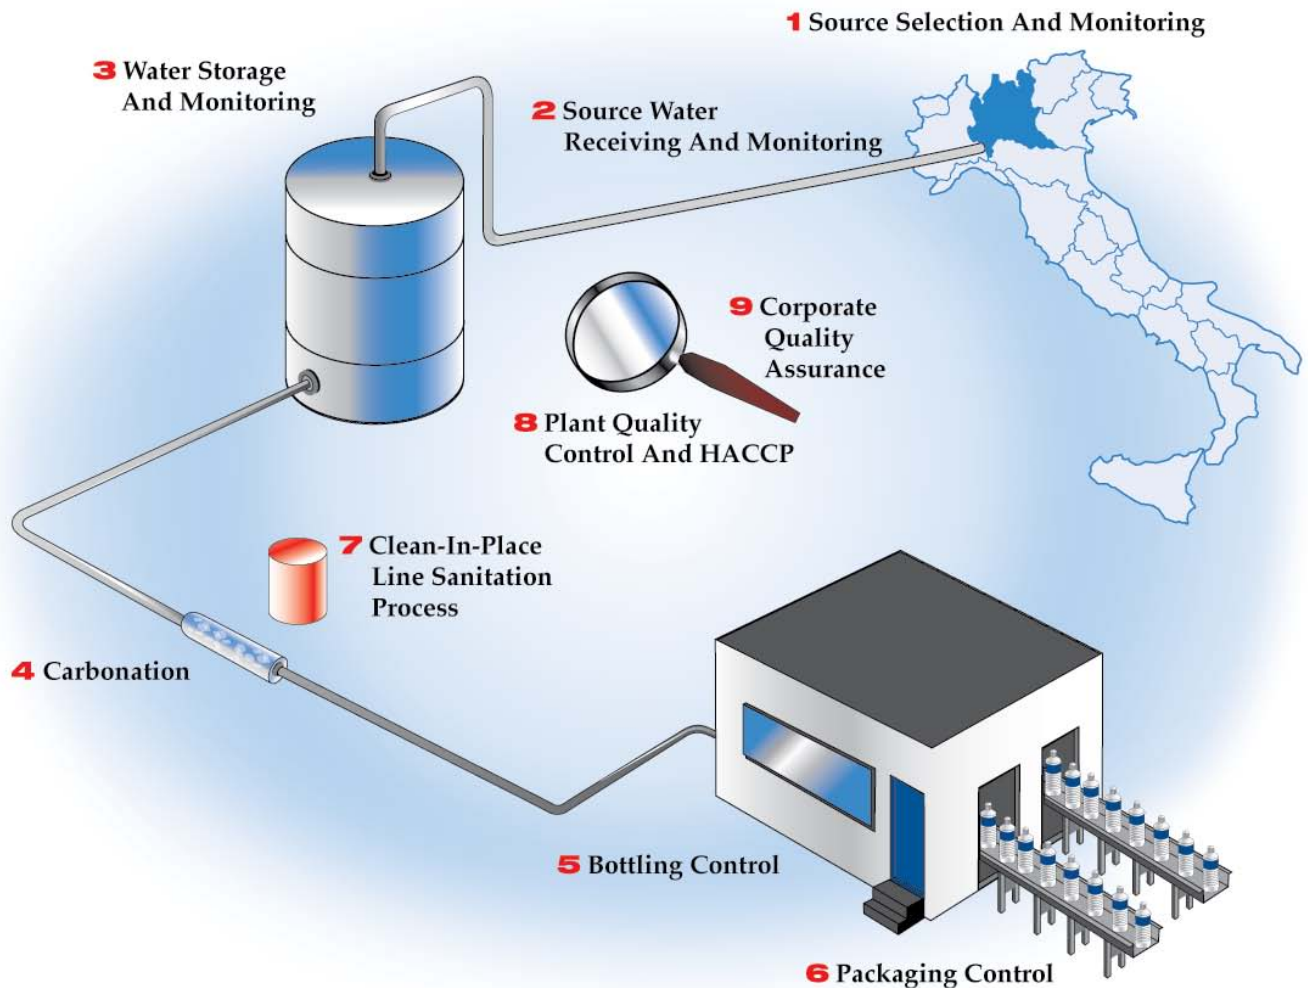 1 Source Selection And Monitoring
2 Source Water
Receiving And Monitoring
3 Water Storage
And Monitoring
4 Carbonation
5 Bottling Control
6 Packaging Control
7 Clean-In-Place
Line Sanitation
Process
8 Plant Quality
Control And HACCP
9 Corporate
Quality
Assurance